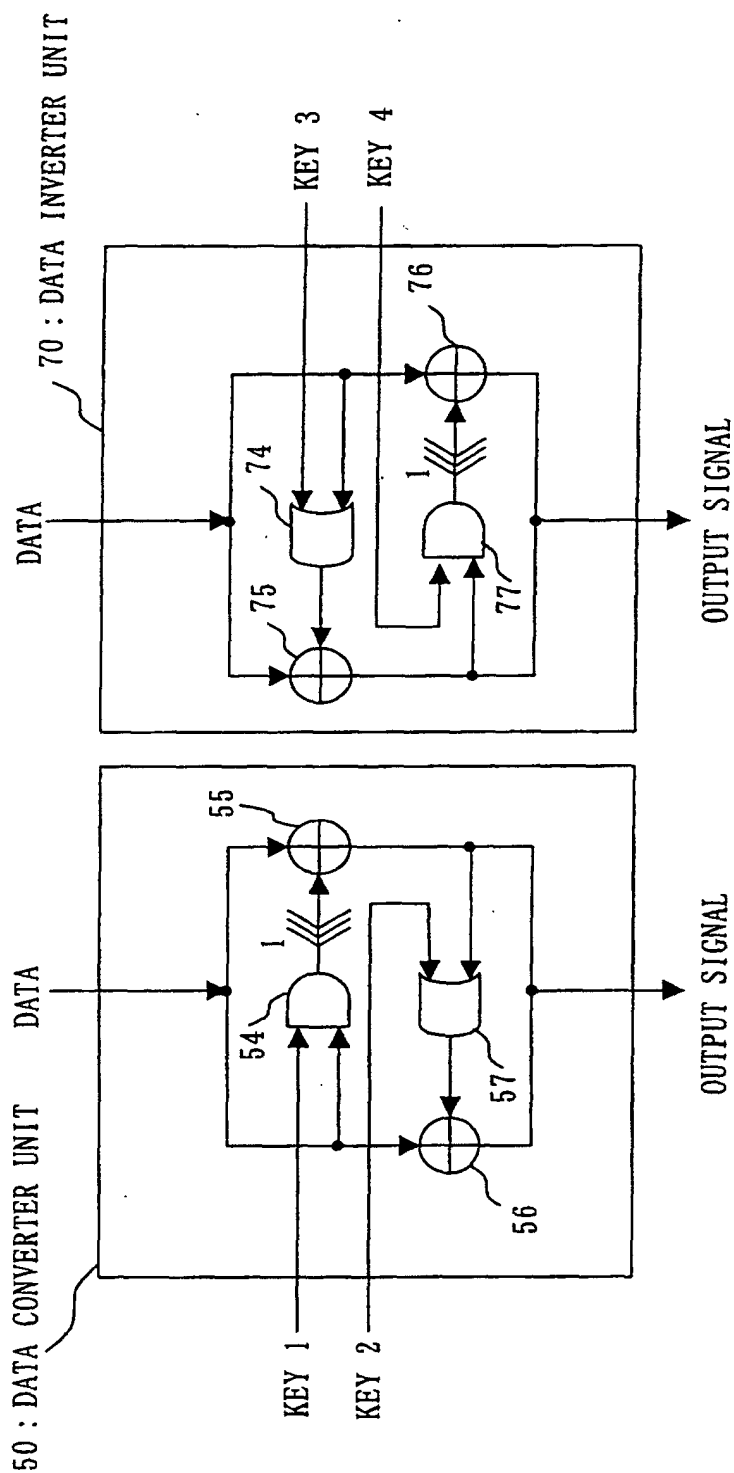 50 : DATA CONVERTER UNIT
DATA
KEY 1
KEY 2
54
1
55
56
57
OUTPUT SIGNAL
70 : DATA INVERTER UNIT
DATA
KEY 3
KEY 4
74
75
1
76
77
OUTPUT SIGNAL